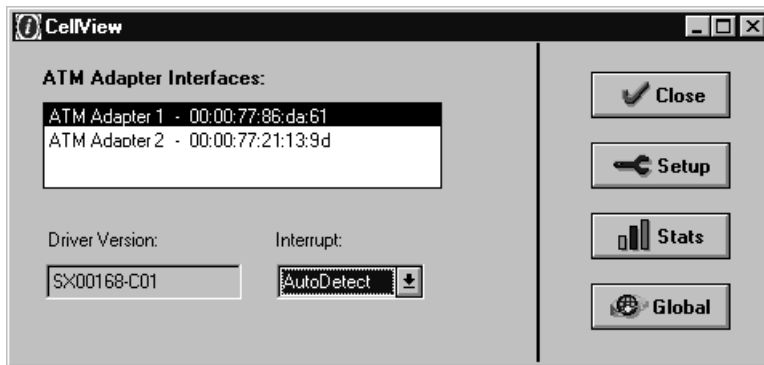 CellView
ATM Adapter Interfaces:
ATM Adapter 1 - 00:00:77:86:da:61
ATM Adapter 2 - 00:00:77:21:13:9d
Driver Version:
Interrupt:
SX00168-C01
AutoDetect
Close
Setup
Stats
Global